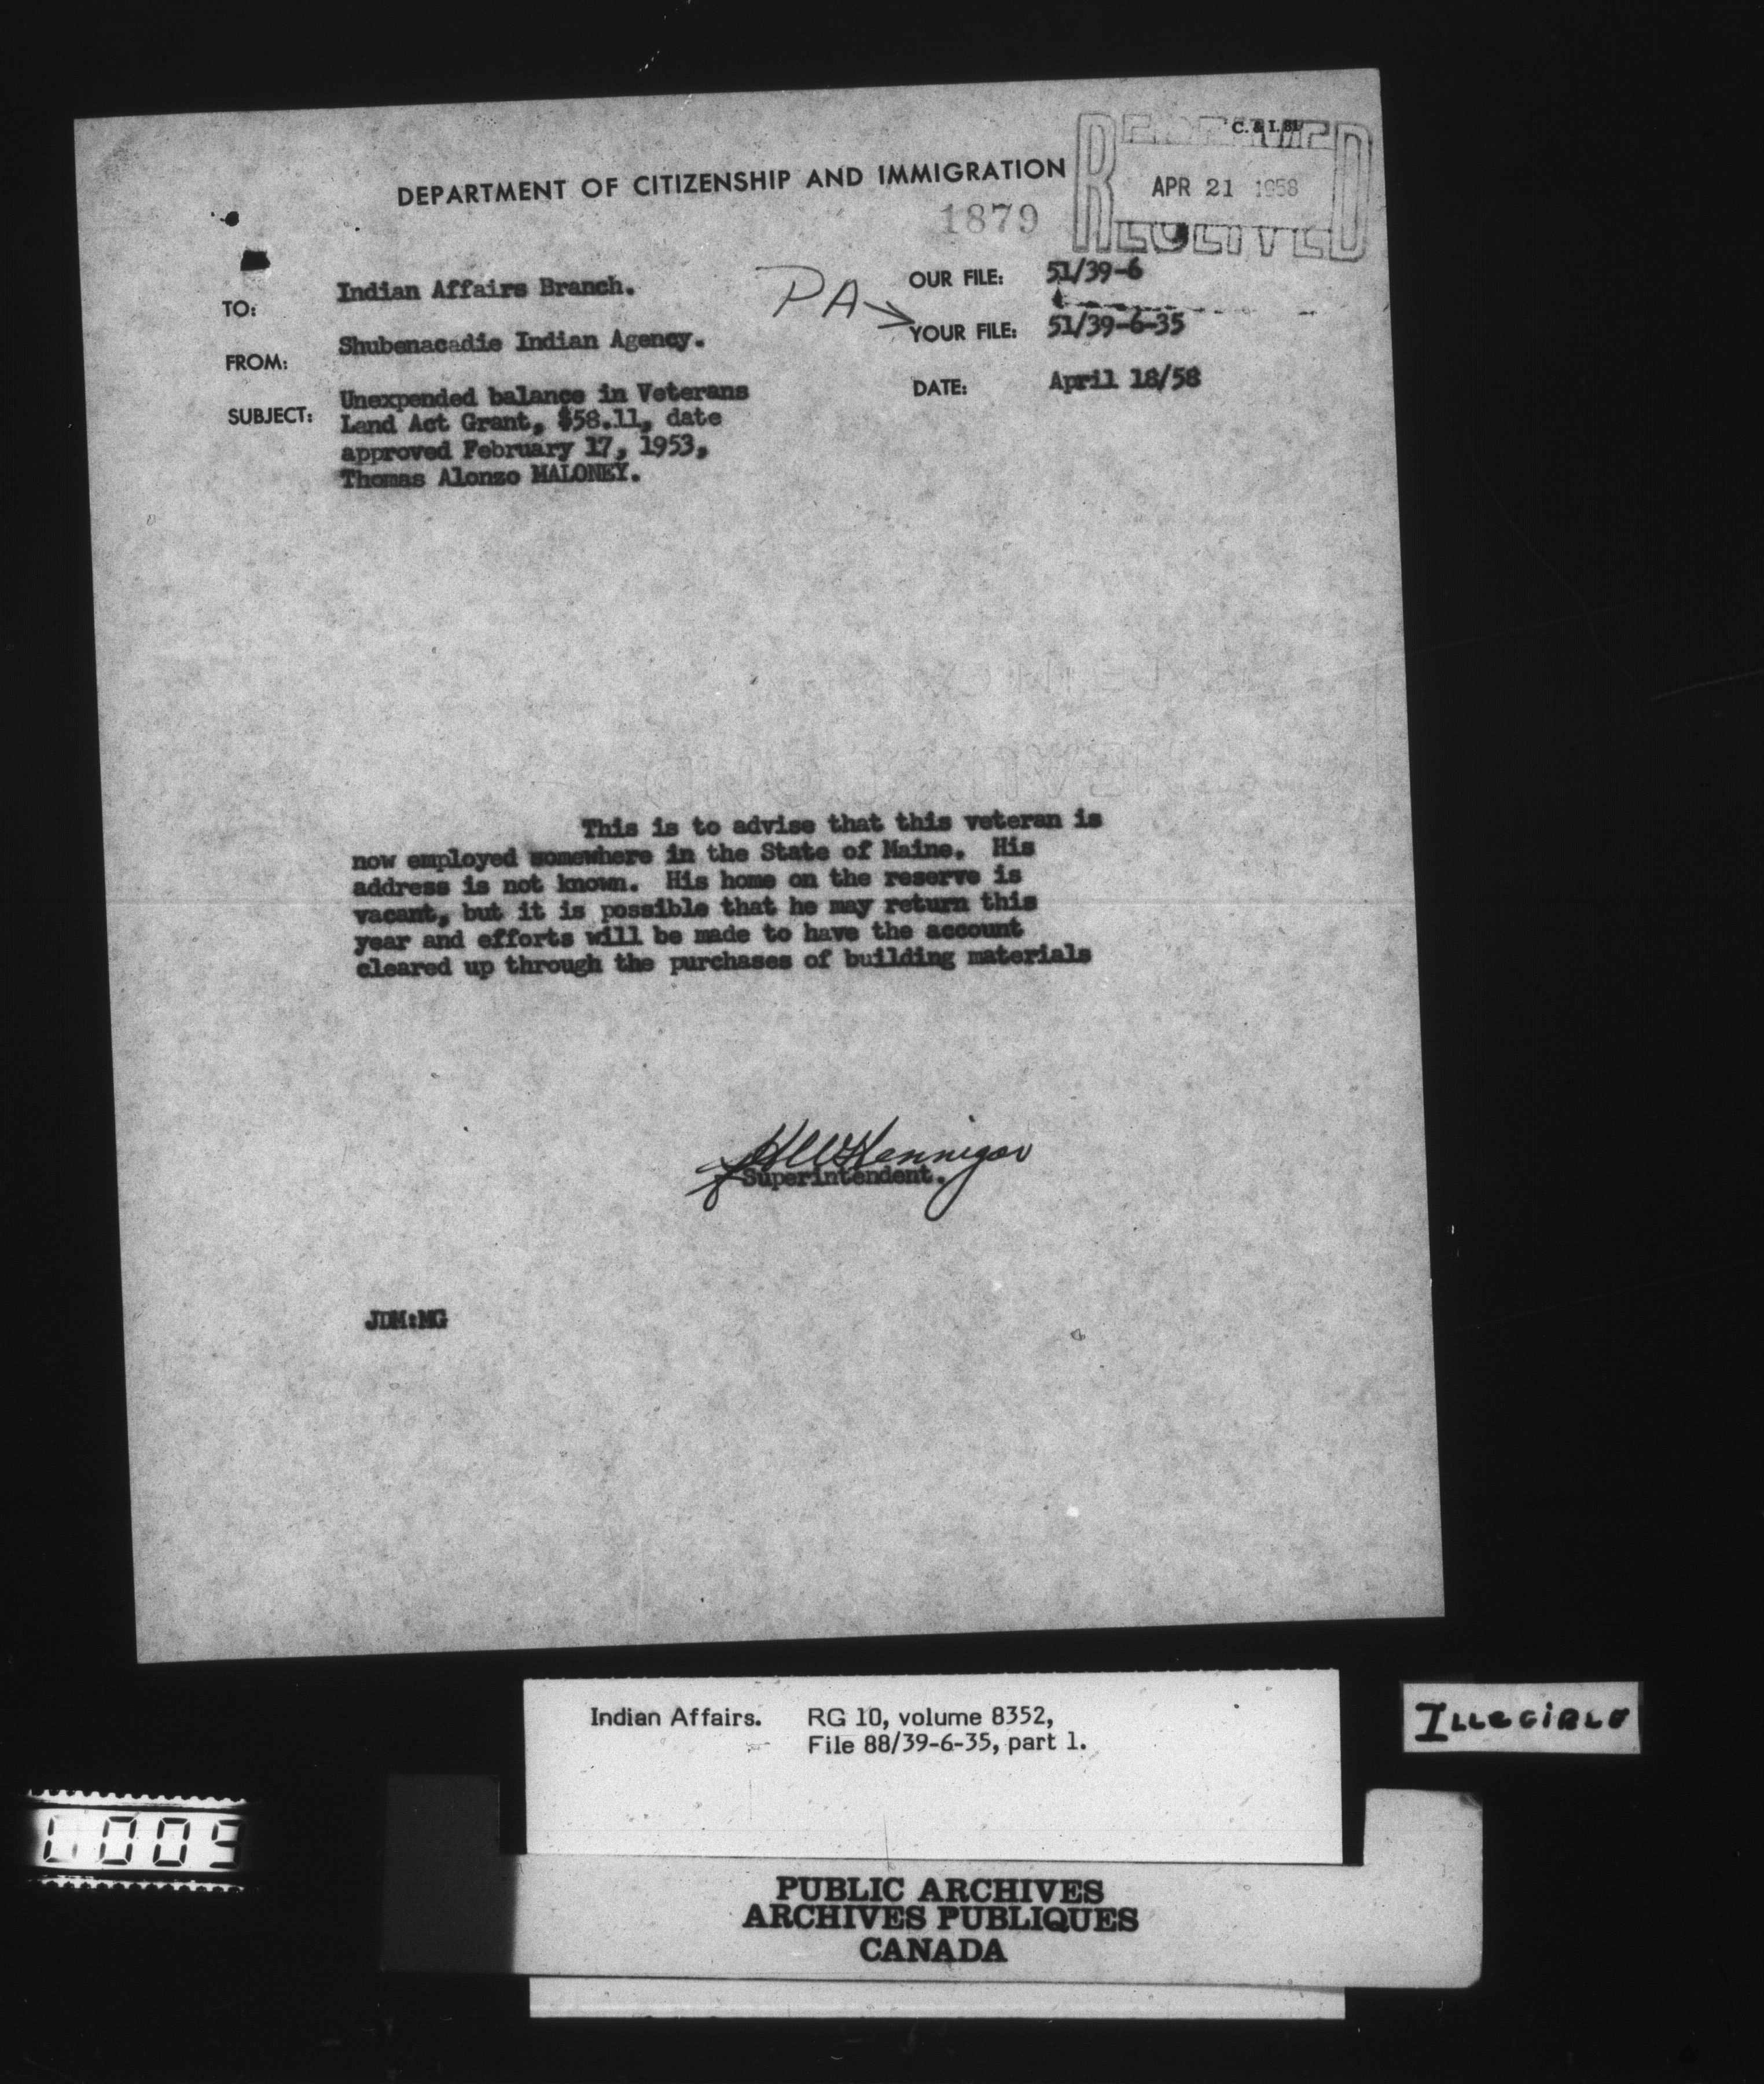 C. & I. 81
RECEIVED
APR 21 1958
RECEIVED
DEPARTMENT OF CITIZENSHIP AND IMMIGRATION
1879
TO: Indian Affairs Branch.
PA
OUR FILE: 51/39-6
FROM: Shubenacadie Indian Agency.
YOUR FILE: 51/39-6-35
DATE: April 18/58
SUBJECT: Unexpended balance in Veterans
Land Act Grant, $58.11, date
approved February 17, 1953,
Thomas Alonzo MALONEY.
This is to advise that this veteran is
now employed somewhere in the State of Maine. His
address is not known. His home on the reserve is
vacant, but it is possible that he may return this
year and efforts will be made to have the account
cleared up through the purchases of building materials
Superintendent.
JDM:MG
Indian Affairs. RG 10, volume 8352,
File 88/39-6-35, part 1.
ILLEGIBLE
PUBLIC ARCHIVES
ARCHIVES PUBLIQUES
CANADA